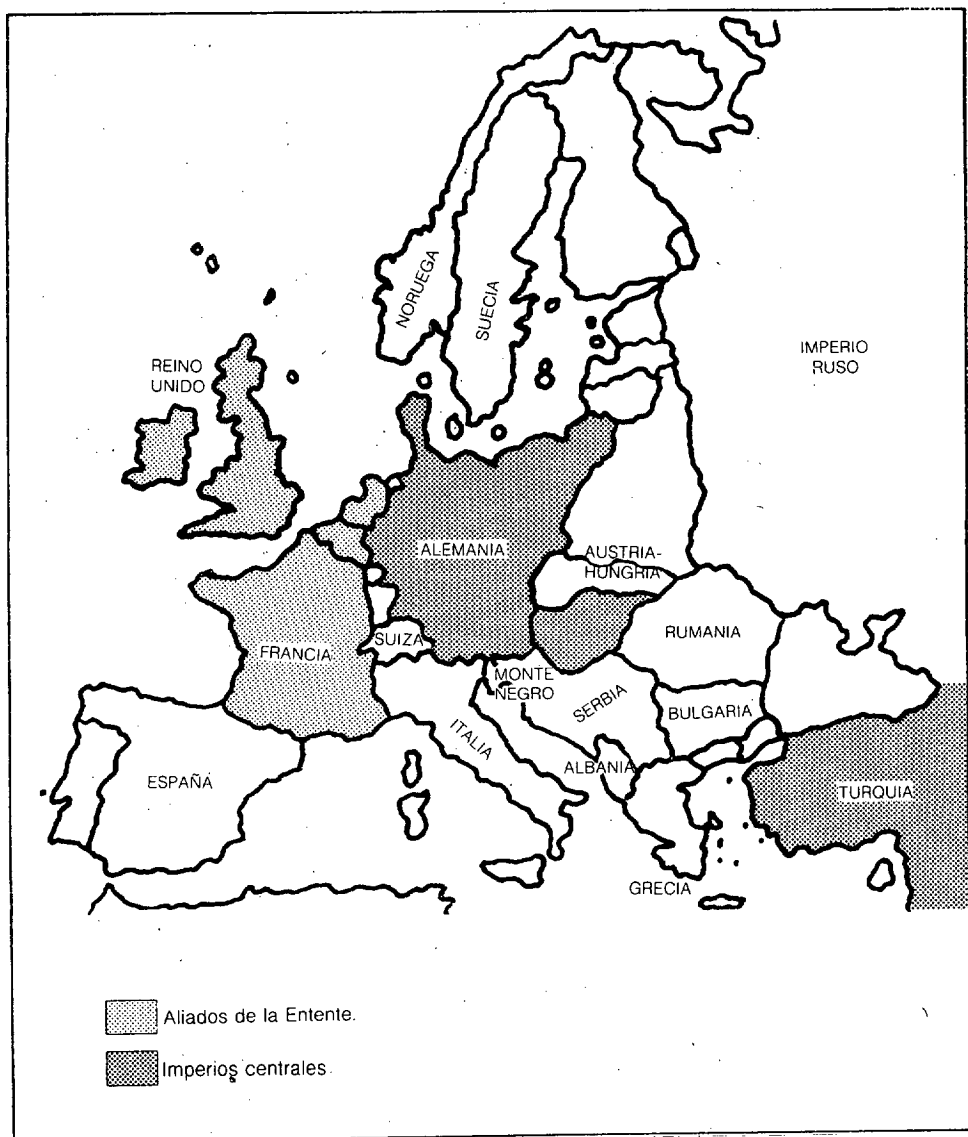 NORUEGA
SUECIA
REINO
UNIDO
IMPERIO
RUSO
ALEMANIA
AUSTRIA-
HUNGRIA
SUIZA
FRANCIA
RUMANIA
MONTE
NEGRO
SERBIA
BULGARIA
ITALIA
ALBANIA
ESPAÑA
TURQUIA
GRECIA
Aliados de la Entente.
Imperios centrales.